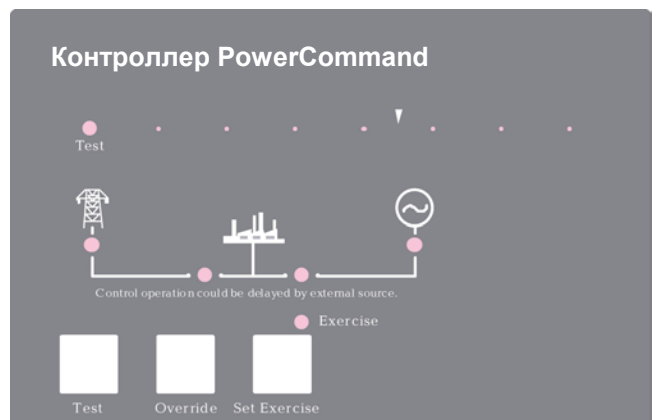 Контроллер PowerCommand
Test
Control operation could be delayed by external source.
Exercise
Test Override Set Exercise